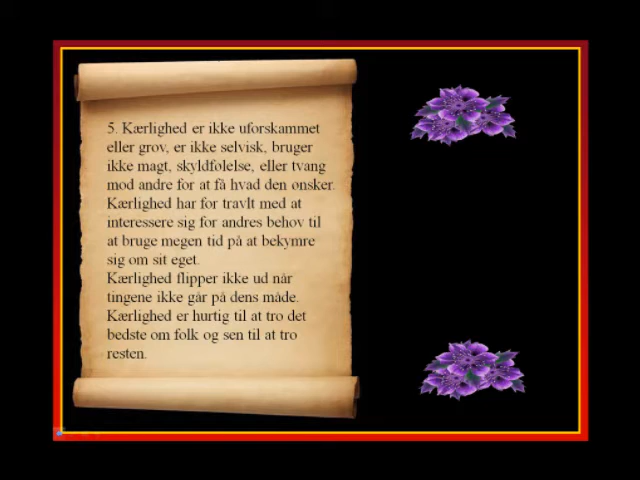 5. Kærlighed er ikke uforskammet
eller grov, er ikke selvisk, bruger
ikke magt, skyldfølelse, eller tvang
mod andre for at få hvad den ønsker.
Kærlighed har for travlt med at
interessere sig for andres behov til
at bruge megen tid på at bekymre
sig om sit eget.
Kærlighed flipper ikke ud når
tingene ikke går på dens måde.
Kærlighed er hurtig til at tro det
bedste om folk og sen til at tro
resten.